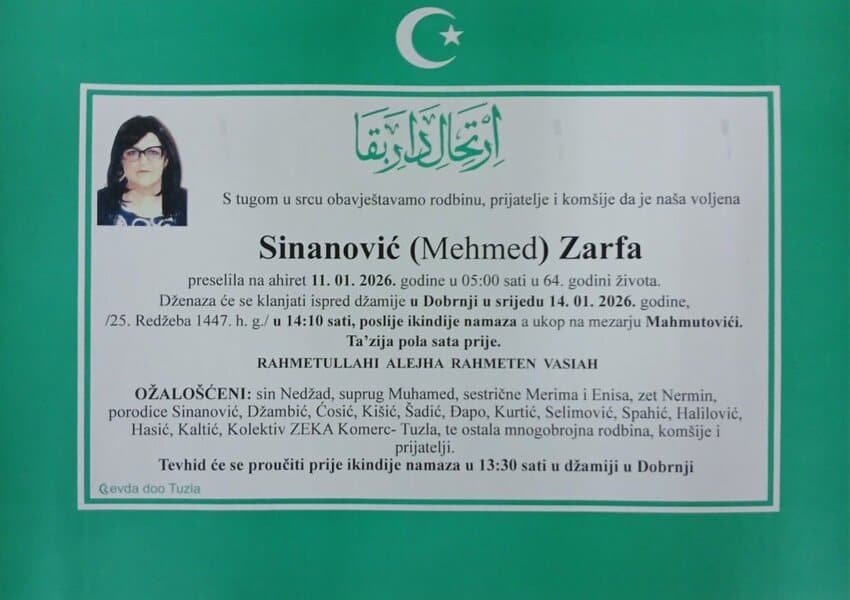 اِرْتِحَالِ دَارِ بَقَا
S tugom u srcu obavještavamo rodbinu, prijatelje i komšije da je naša voljena
Sinanović (Mehmed) Zarfa
preselila na ahiret 11. 01. 2026. godine u 05:00 sati u 64. godini života.
Dženaza će se klanjati ispred džamije u Dobrnji u srijedu 14. 01. 2026. godine,
/25. Redžeba 1447. h. g./ u 14:10 sati, poslije ikindije namaza a ukop na mezarju Mahmutovići.
Ta'zija pola sata prije.
RAHMETULLAHI ALEJHA RAHMETEN VASIAH
OŽALOŠĆENI: sin Nedžad, suprug Muhamed, sestrične Merima i Enisa, zet Nermin,
porodice Sinanović, Džambić, Ćosić, Kišić, Šadić, Đapo, Kurtić, Selimović, Spahić, Halilović,
Hasić, Kaltić, Kolektiv ZEKA Komerc- Tuzla, te ostala mnogobrojna rodbina, komšije i
prijatelji.
Tevhid će se proučiti prije ikindije namaza u 13:30 sati u džamiji u Dobrnji
evda doo Tuzla